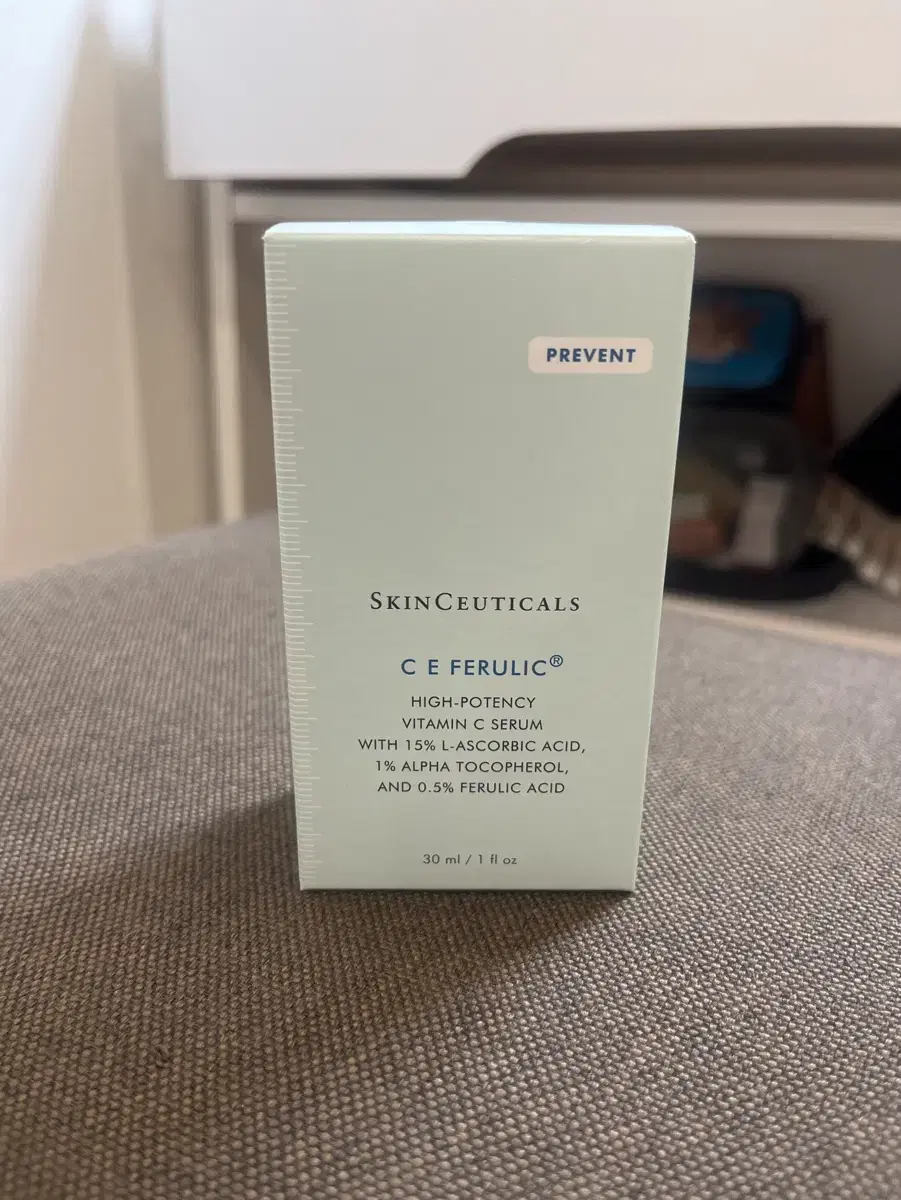 PREVENT
SKINCEUTICALS
C E FERULIC®
HIGH-POTENCY
VITAMIN C SERUM
WITH 15% L-ASCORBIC ACID,
1% ALPHA TOCOPHEROL,
AND 0.5% FERULIC ACID
30 ml / 1 fl oz